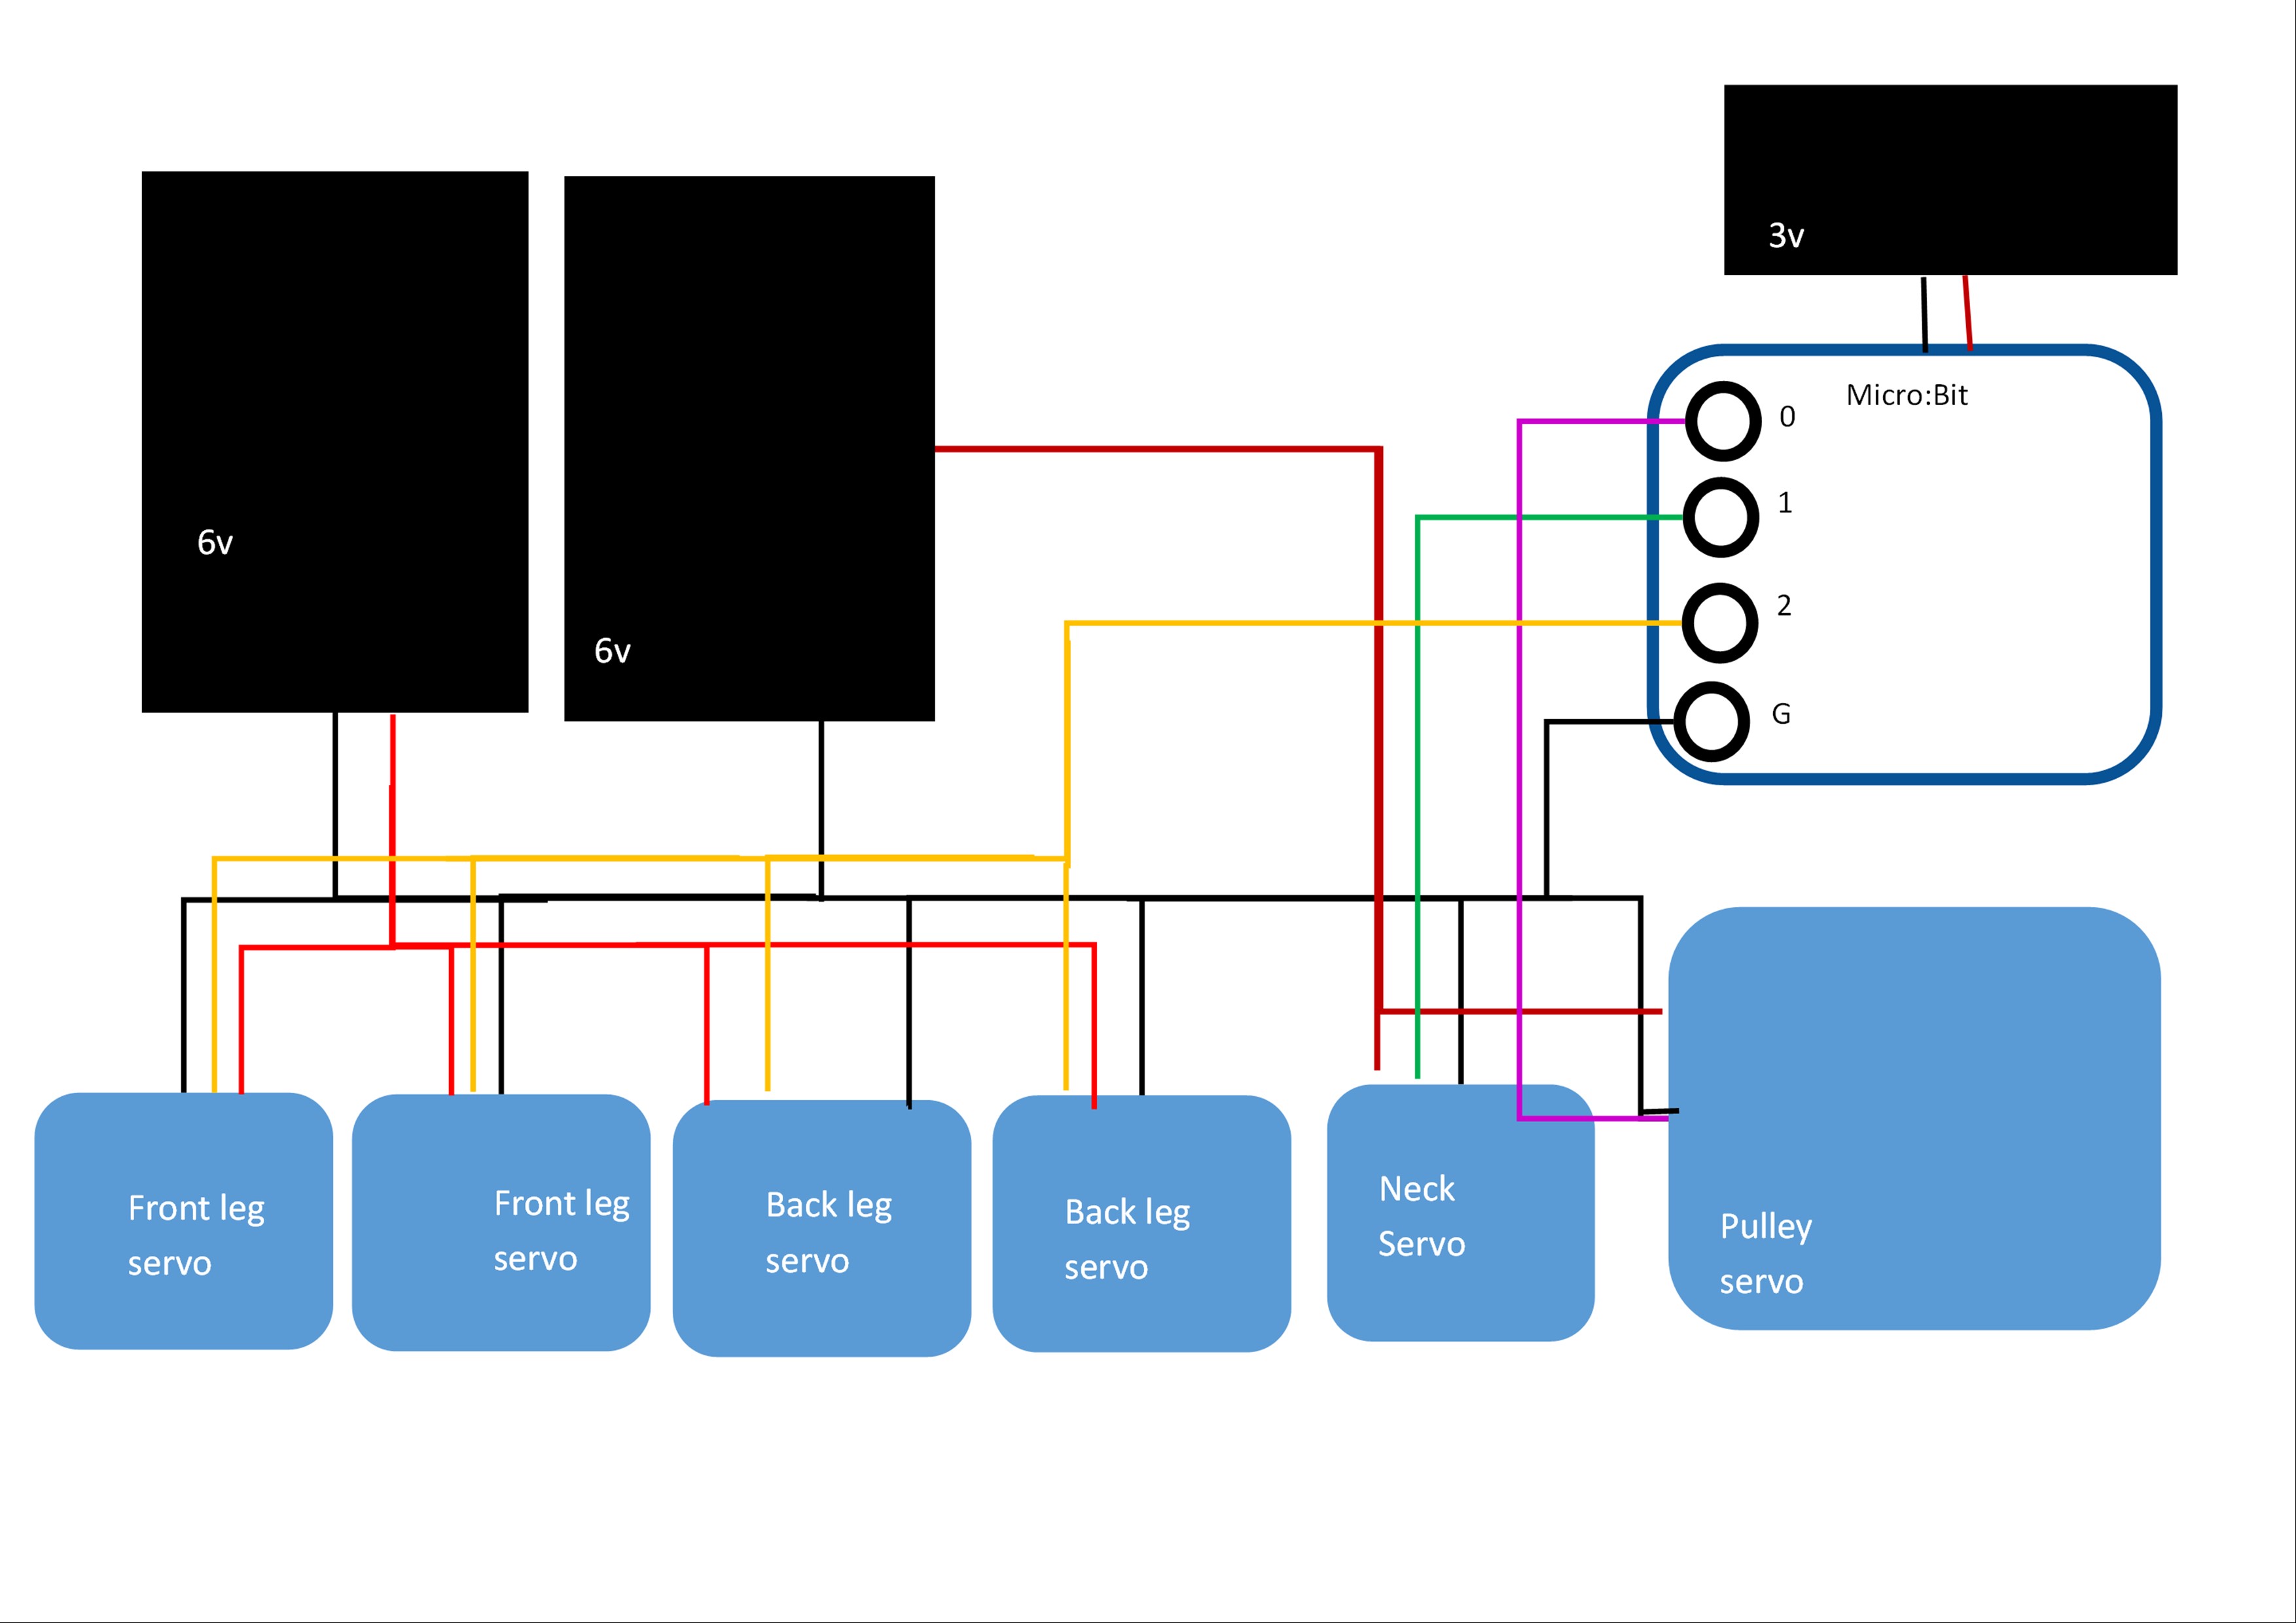 3v
Micro:Bit
0
1
2
G
6v
6v
Front leg
servo
Front leg
servo
Back leg
servo
Back leg
servo
Neck
Servo
Pulley
servo